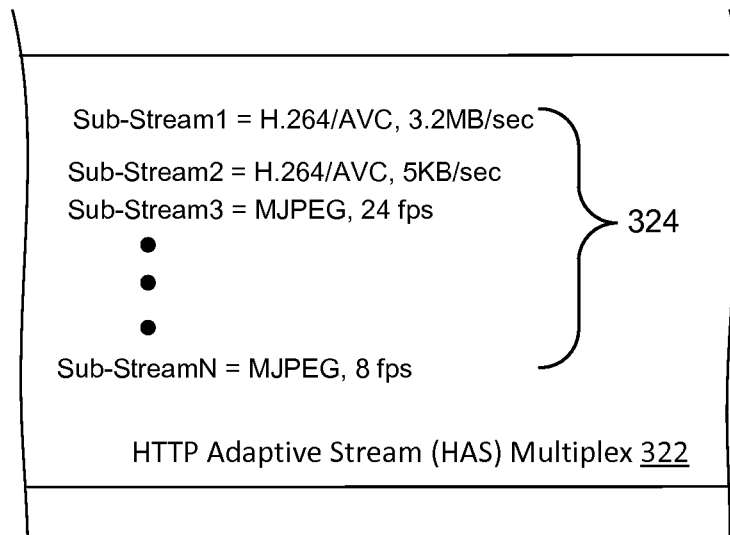 Sub-Stream1 = H.264/AVC, 3.2MB/sec
Sub-Stream2 = H.264/AVC, 5KB/sec
Sub-Stream3 = MJPEG, 24 fps
324
Sub-StreamN = MJPEG, 8 fps
HTTP Adaptive Stream (HAS) Multiplex 322